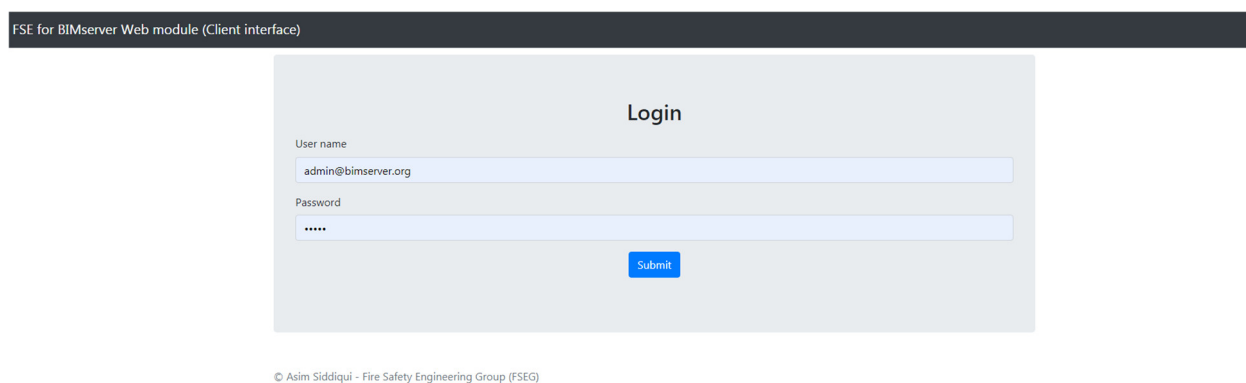 FSE for BIMserver Web module (Client interface)
Login
User name
admin@bimserver.org
Password
•••••
Submit
© Asim Siddiqui - Fire Safety Engineering Group (FSEG)